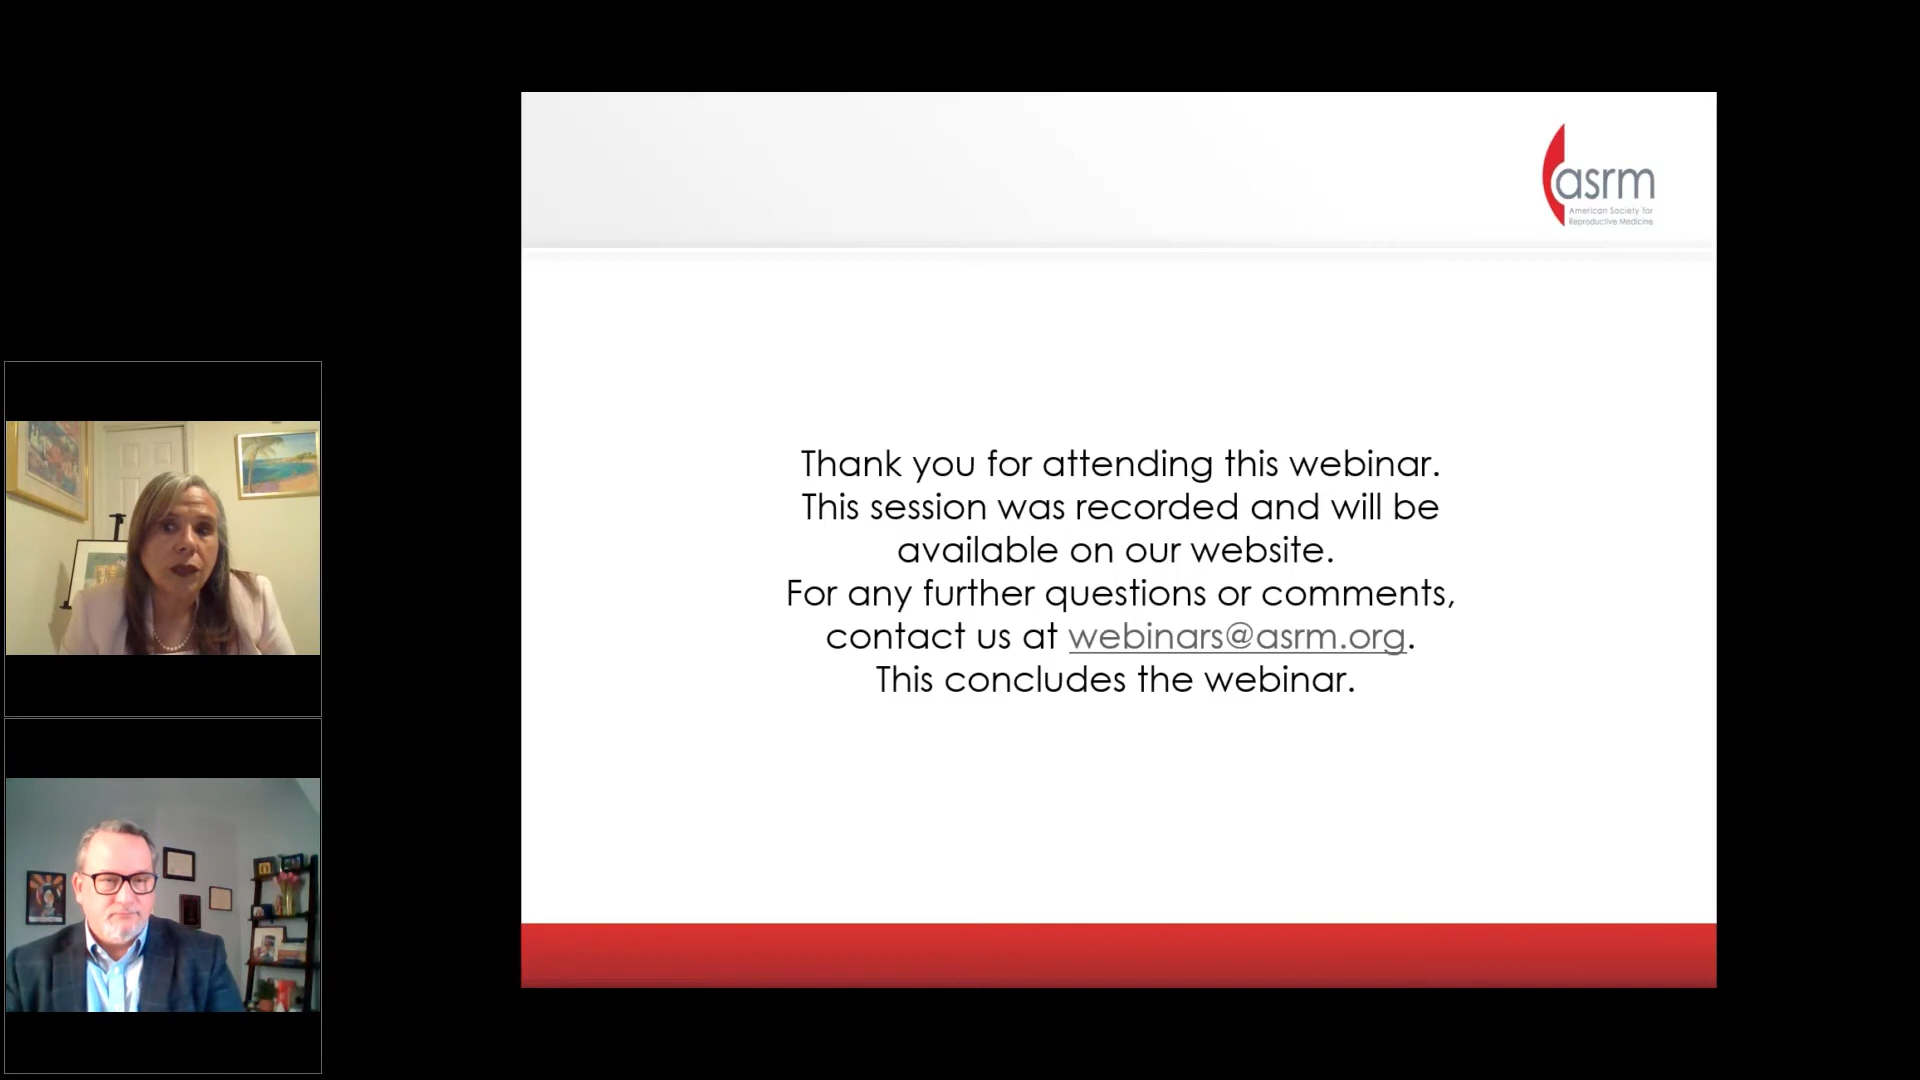 asrm
American Society for
Reproductive Medicine
Thank you for attending this webinar.
This session was recorded and will be
available on our website.
For any further questions or comments,
contact us at webinars@asrm.org.
This concludes the webinar.